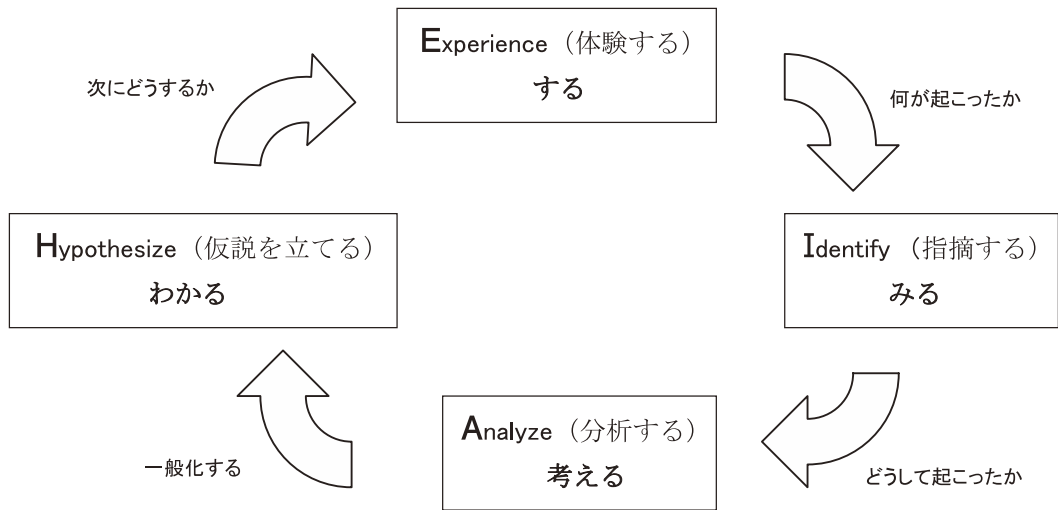 Experience（体験する）
する
何が起こったか
Identify（指摘する）
みる
どうして起こったか
Analyze（分析する）
考える
一般化する
Hypothesize（仮説を立てる）
わかる
次にどうするか